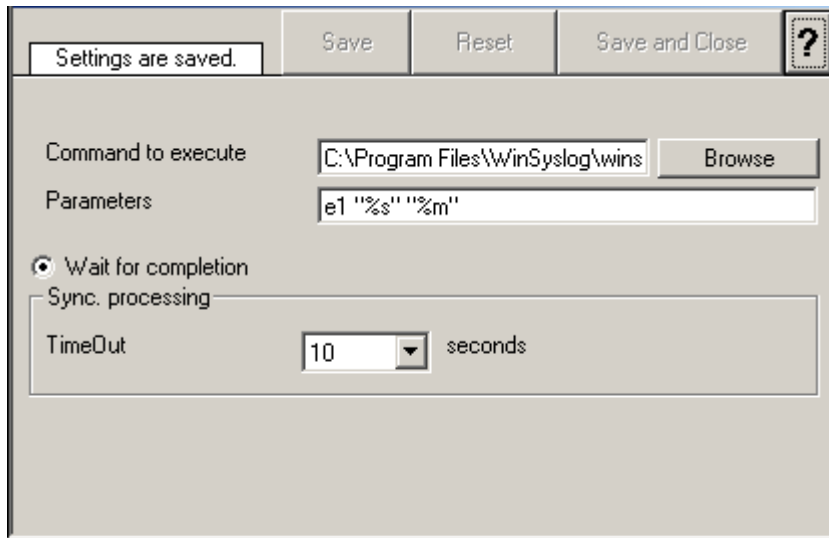 Settings are saved. Save Reset Save and Close ?
Command to execute C:\Program Files\WinSyslog\wins Browse
Parameters e1 "%s" "%m"
Wait for completion
Sync. processing
TimeOut 10 seconds